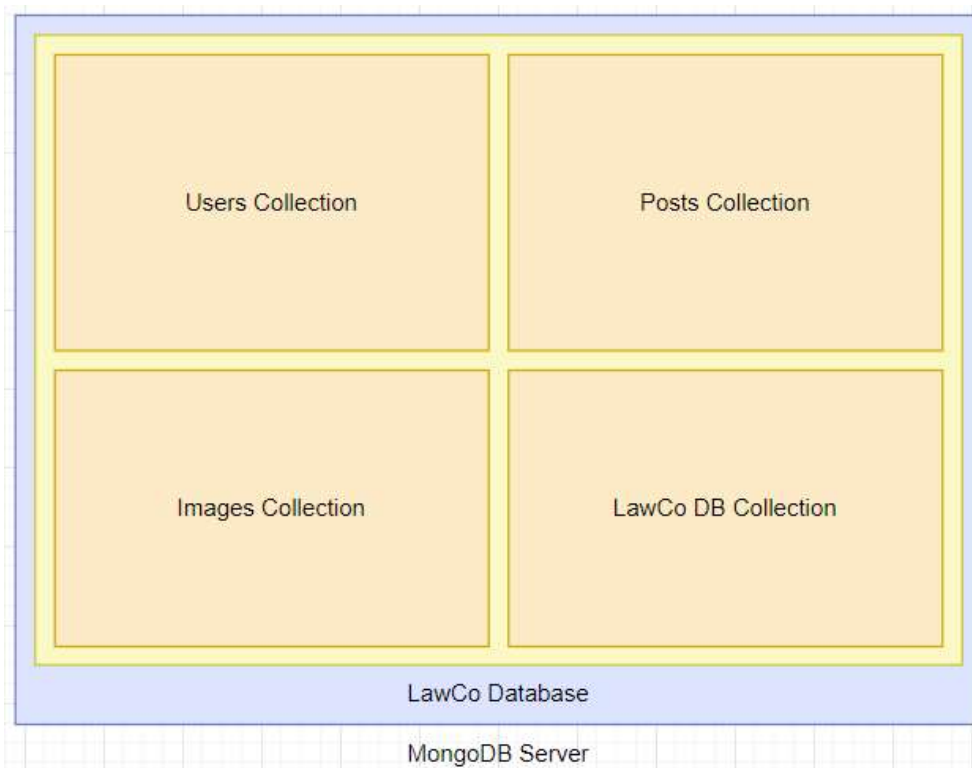 Users Collection
Posts Collection
Images Collection
LawCo DB Collection
LawCo Database
MongoDB Server